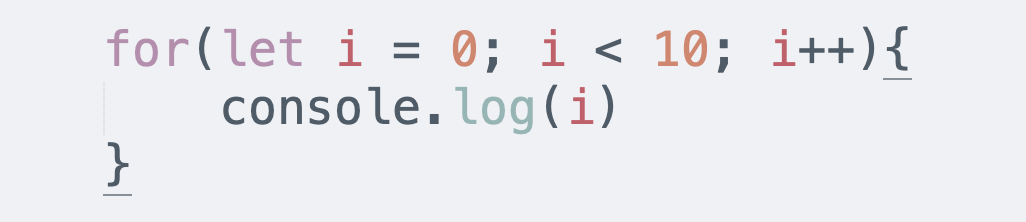 for(let i = 0; i < 10; i++){
    console.log(i)
}